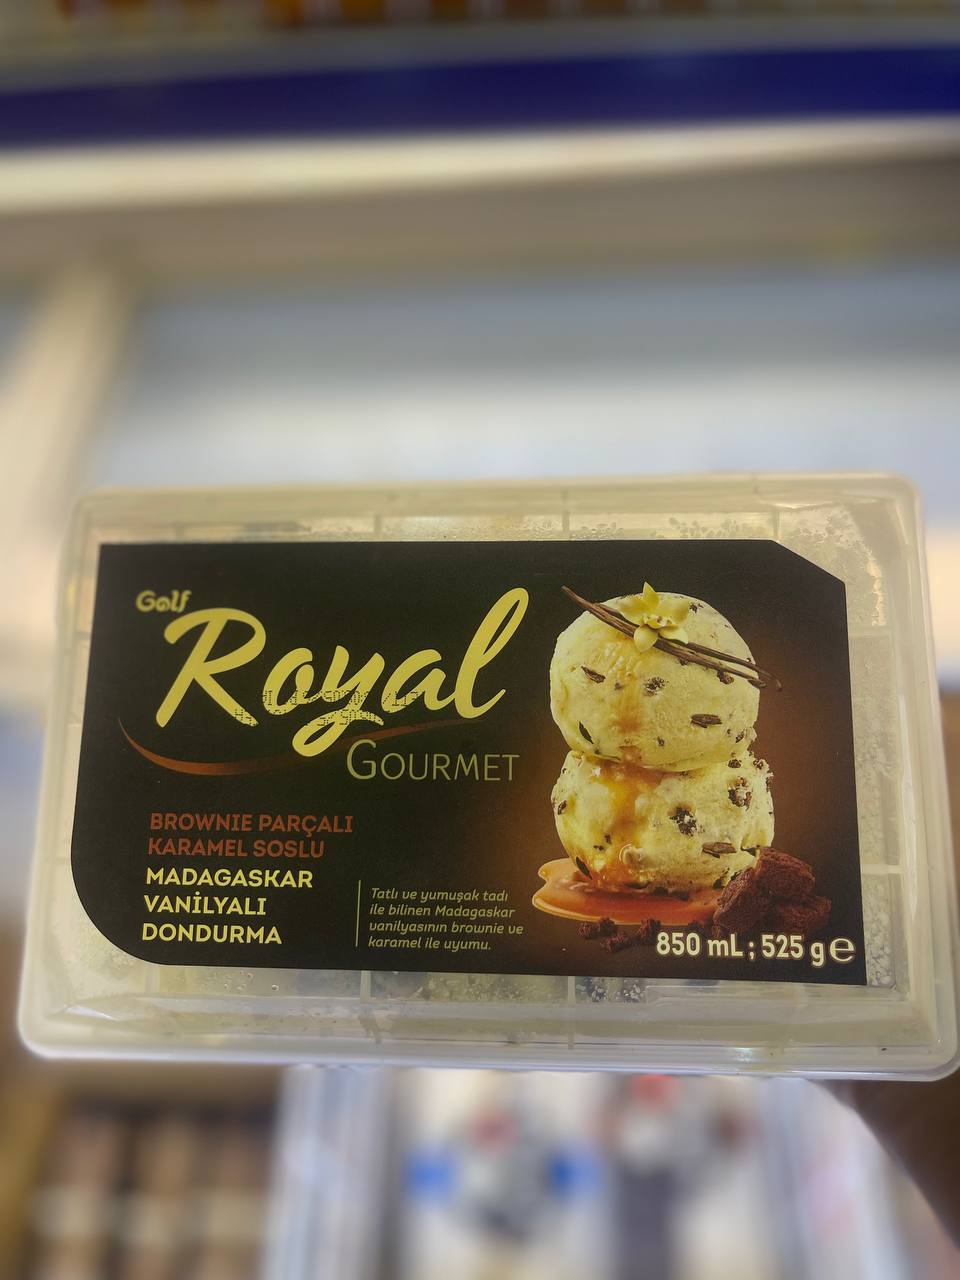 Golf
Royal
GOURMET
BROWNIE PARÇALI
KARAMEL SOSLU
MADAGASKAR
VANİLYALI
DONDURMA
Tatlı ve yumuşak tadı
ile bilinen Madagaskar
vanilyasının brownie ve
karamel ile uyumu.
850 mL ; 525 g ℮